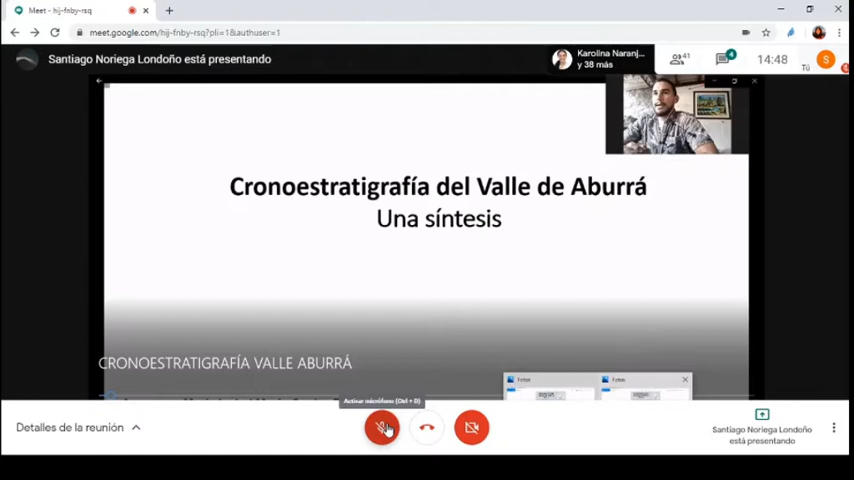 Meet - hij-fnby-rsq
meet.google.com/hij-fnby-rsq?pli=1&authuser=1
Santiago Noriega Londoño está presentando
Karolina Naranj...
y 38 más
41
4
14:48
Tú
S
Cronoestratigrafía del Valle de Aburrá
Una síntesis
CRONOESTRATIGRAFÍA VALLE ABURRÁ
Fotos
Fotos
Activar micrófono (Ctrl + D)
Detalles de la reunión
Santiago Noriega Londoño
está presentando